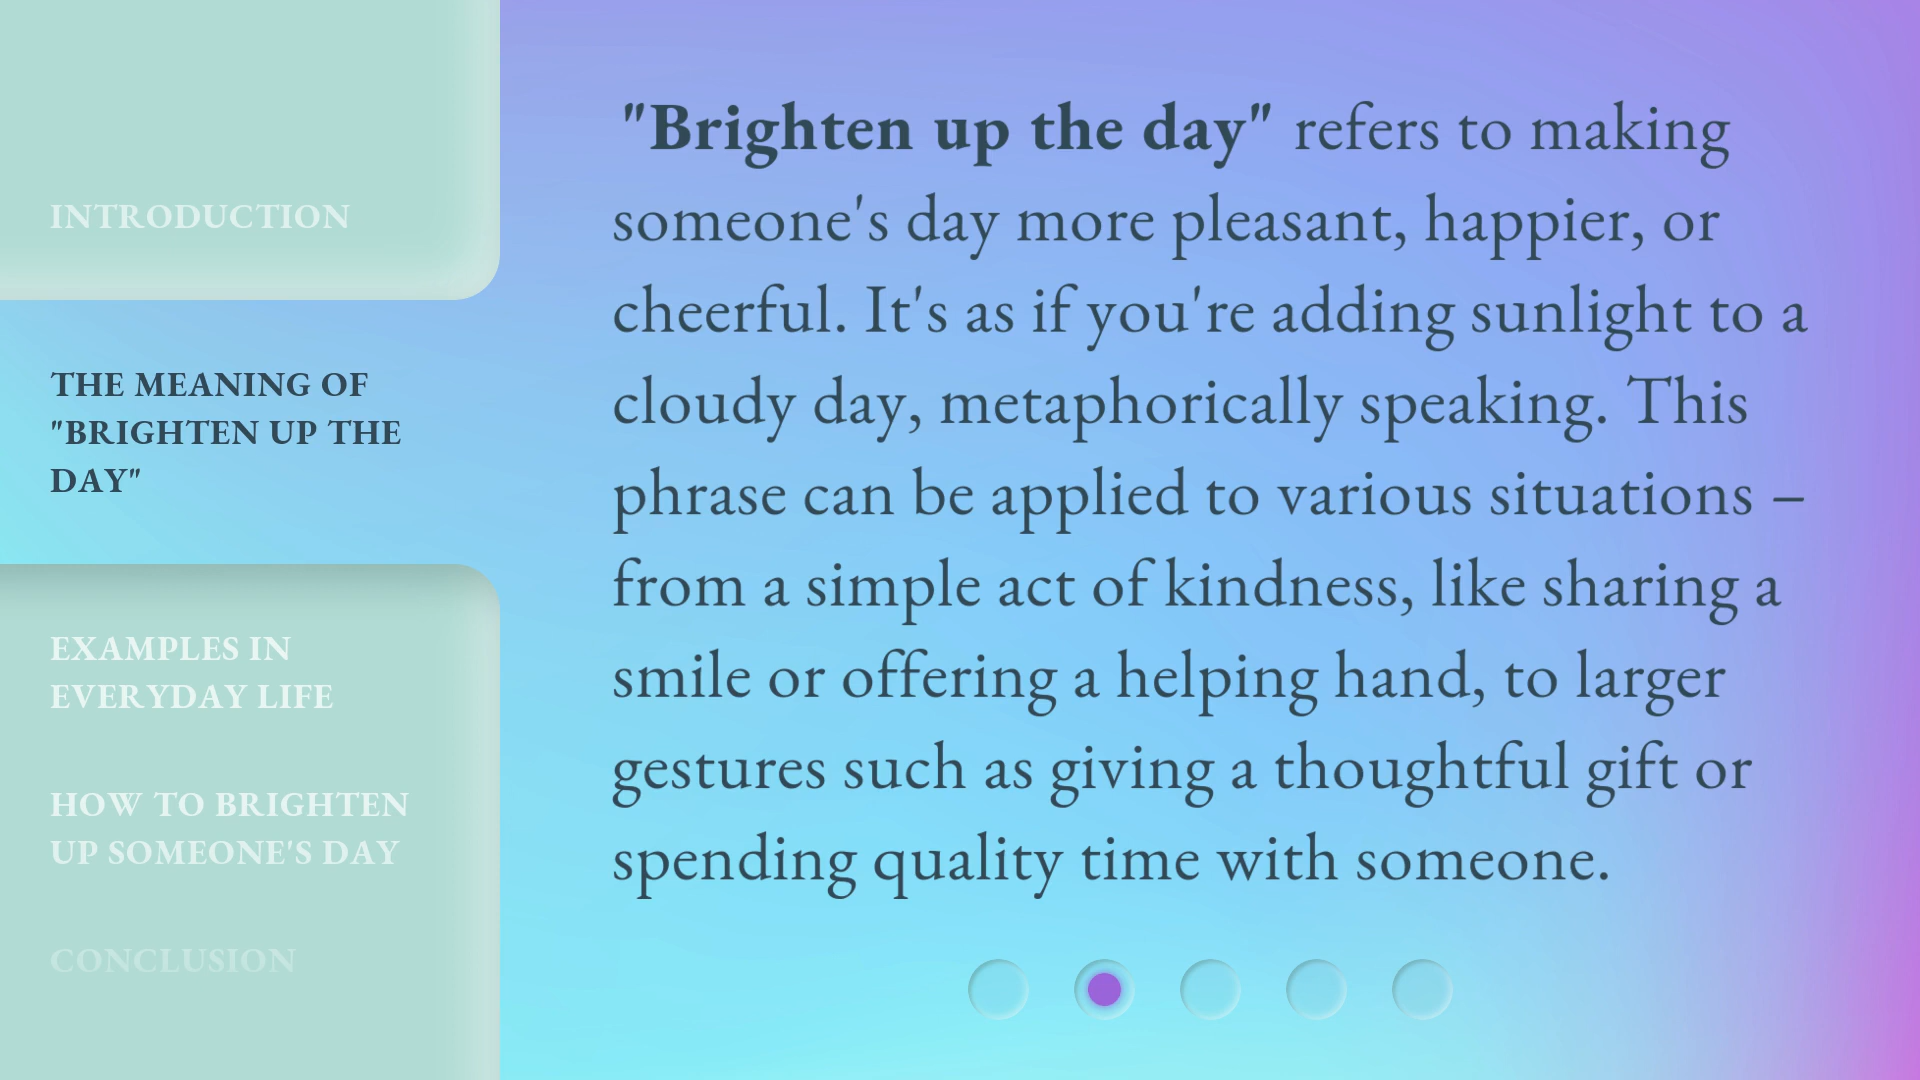 INTRODUCTION
THE MEANING OF
"BRIGHTEN UP THE
DAY"
EXAMPLES IN
EVERYDAY LIFE
HOW TO BRIGHTEN
UP SOMEONE'S DAY
CONCLUSION
"Brighten up the day" refers to making
someone's day more pleasant, happier, or
cheerful. It's as if you're adding sunlight to a
cloudy day, metaphorically speaking. This
phrase can be applied to various situations –
from a simple act of kindness, like sharing a
smile or offering a helping hand, to larger
gestures such as giving a thoughtful gift or
spending quality time with someone.